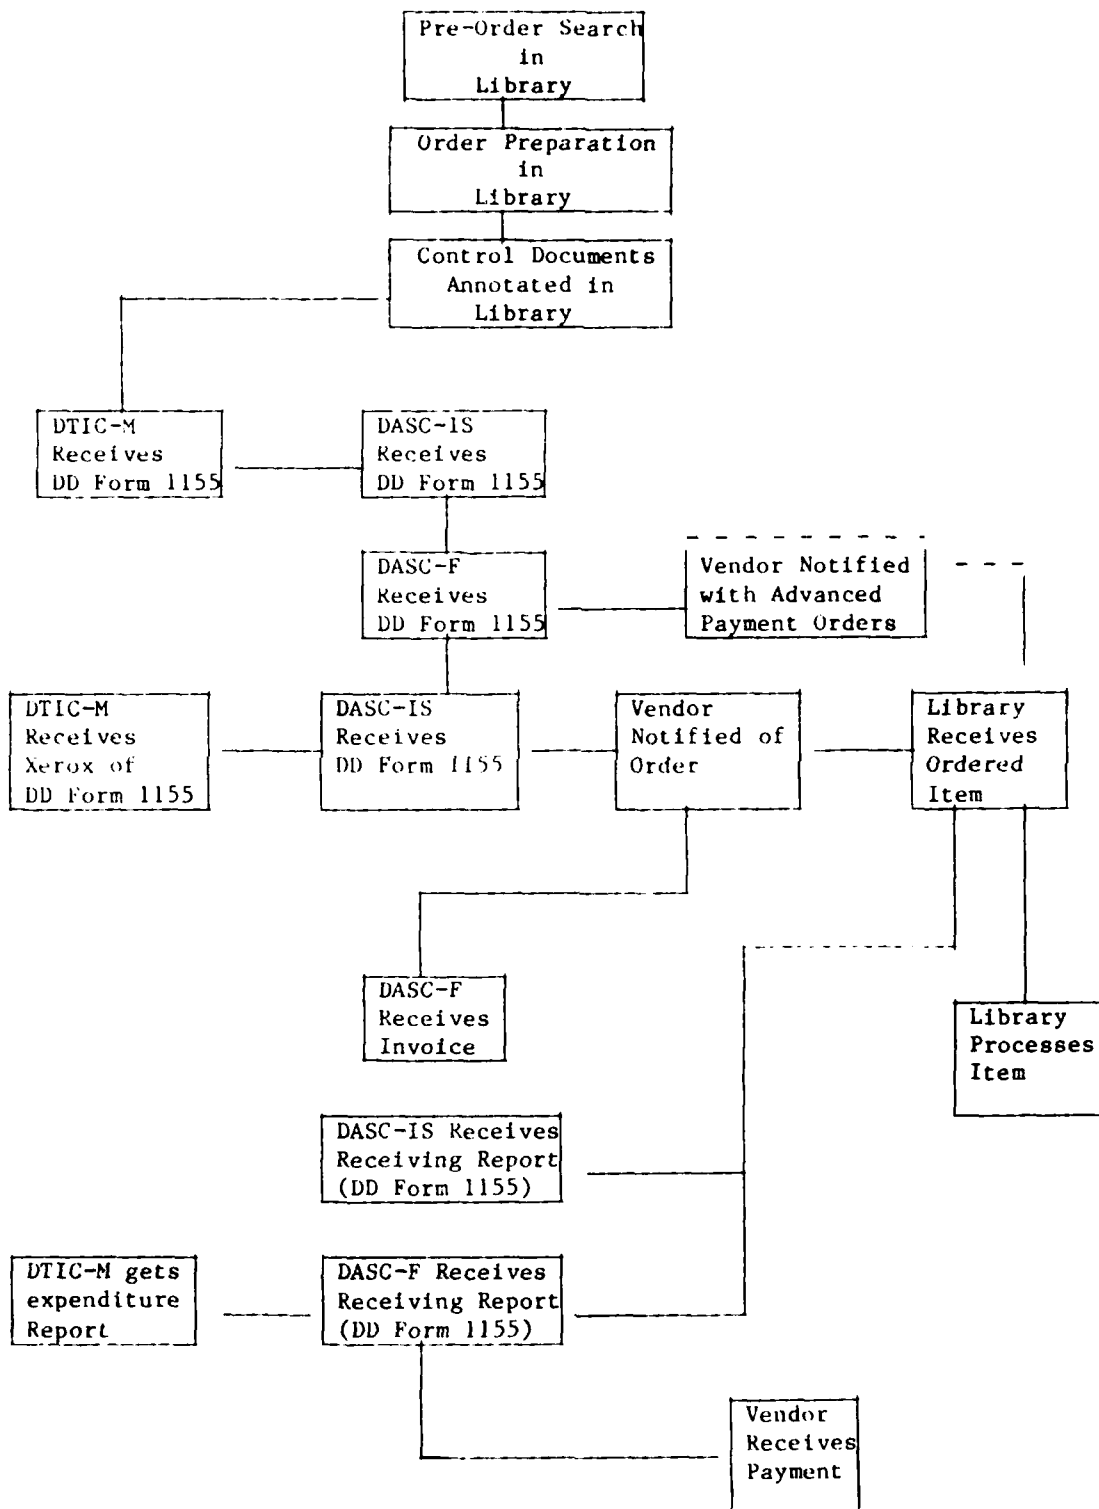 Pre-Order Search
in
Library
Order Preparation
in
Library
Control Documents
Annotated in
Library
DTIC-M
Receives
DD Form 1155
DASC-IS
Receives
DD Form 1155
DASC-F
Receives
DD Form 1155
Vendor Notified
with Advanced
Payment Orders
DTIC-M
Receives
Xerox of
DD Form 1155
DASC-IS
Receives
DD Form 1155
Vendor
Notified of
Order
Library
Receives
Ordered
Item
DASC-F
Receives
Invoice
Library
Processes
Item
DASC-IS Receives
Receiving Report
(DD Form 1155)
DTIC-M gets
expenditure
Report
DASC-F Receives
Receiving Report
(DD Form 1155)
Vendor
Receives
Payment